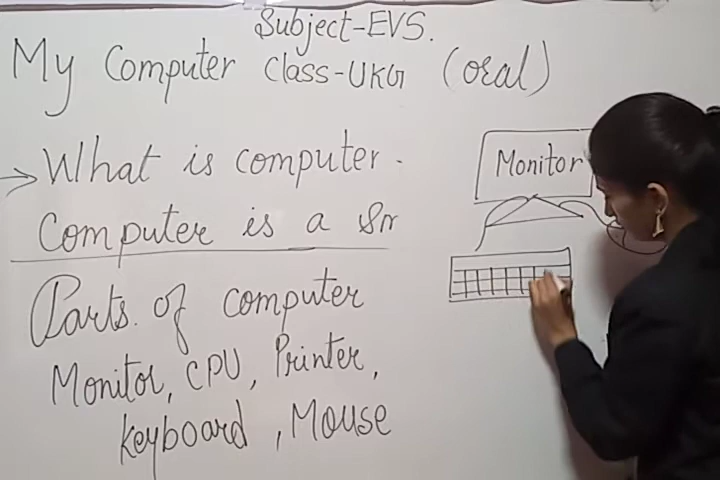 Subject-EVS.
My Computer Class-UKG (oral)
→ What is computer.
Computer is a Sm
Parts of computer
Monitor, CPU, Printer,
Keyboard, Mouse
Monitor